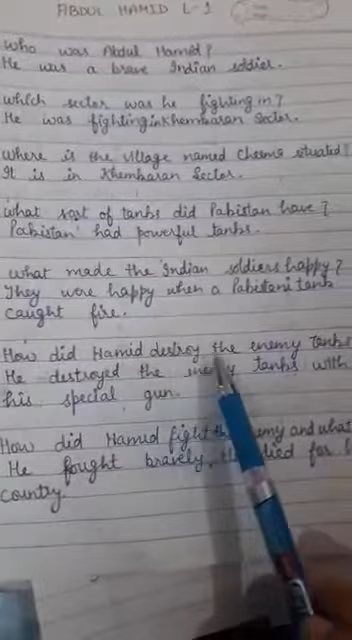 ABDUL HAMID L-1
Who was Abdul Hamid?
He was a brave Indian soldier.
which sector was he fighting in?
He was fighting in Khembaran Sector.
Where is the village named Cheema situated?
It is in Khembaran Sector.
What sort of tanks did Pakistan have?
Pakistan had powerful tanks.
What made the Indian soldiers happy?
They were happy when a Pakistani tank
caught fire.
How did Hamid destroy the enemy Tanks
He destroyed the enemy tanks with
his special gun.
How did Hamid fight the and what
He fought bravely. died for
country.